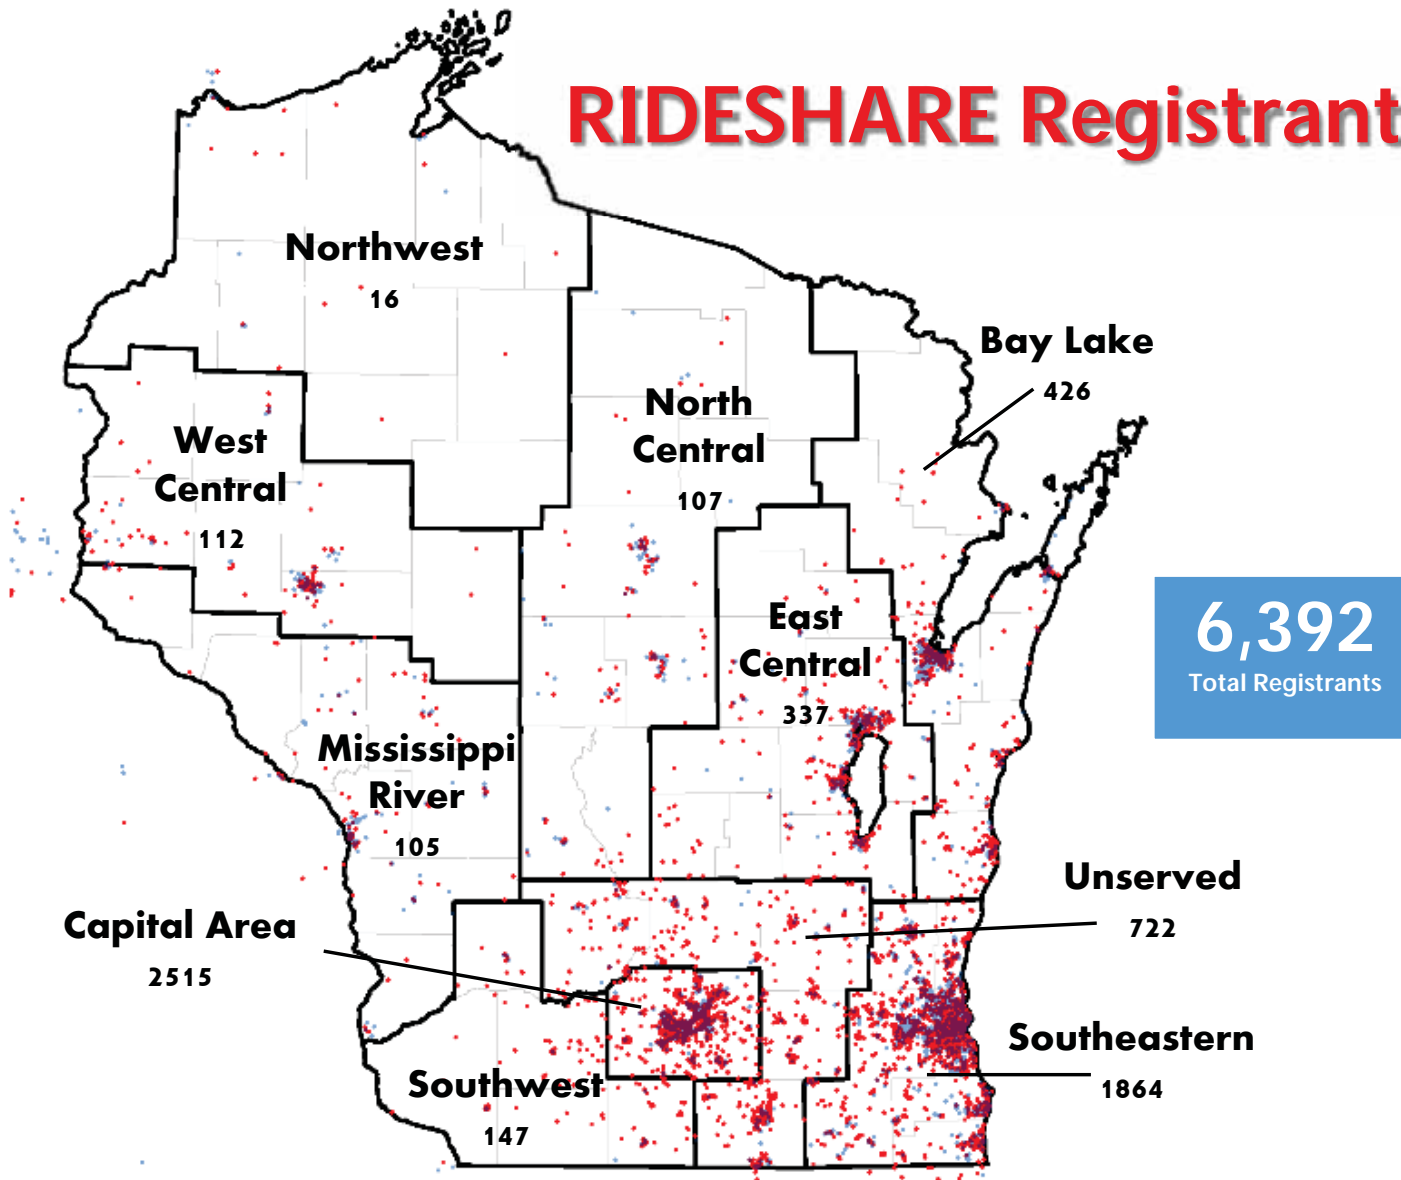 RIDESHARE Registrant
Northwest
16
Bay Lake
426
North
Central
107
West
Central
112
East
Central
337
6,392
Total Registrants
Mississippi
River
105
Unserved
722
Capital Area
2515
Southeastern
1864
Southwest
147